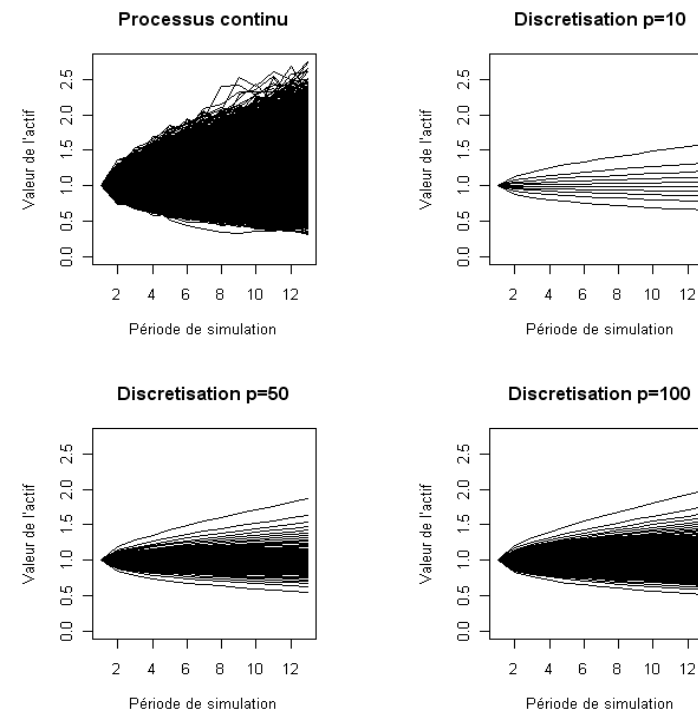 Processus continu
Valeur de l'actif
0.0 0.5 1.0 1.5 2.0 2.5
2 4 6 8 10 12
Période de simulation
Discretisation p=10
Valeur de l'actif
0.0 0.5 1.0 1.5 2.0 2.5
2 4 6 8 10 12
Période de simulation
Discretisation p=50
Valeur de l'actif
0.0 0.5 1.0 1.5 2.0 2.5
2 4 6 8 10 12
Période de simulation
Discretisation p=100
Valeur de l'actif
0.0 0.5 1.0 1.5 2.0 2.5
2 4 6 8 10 12
Période de simulation